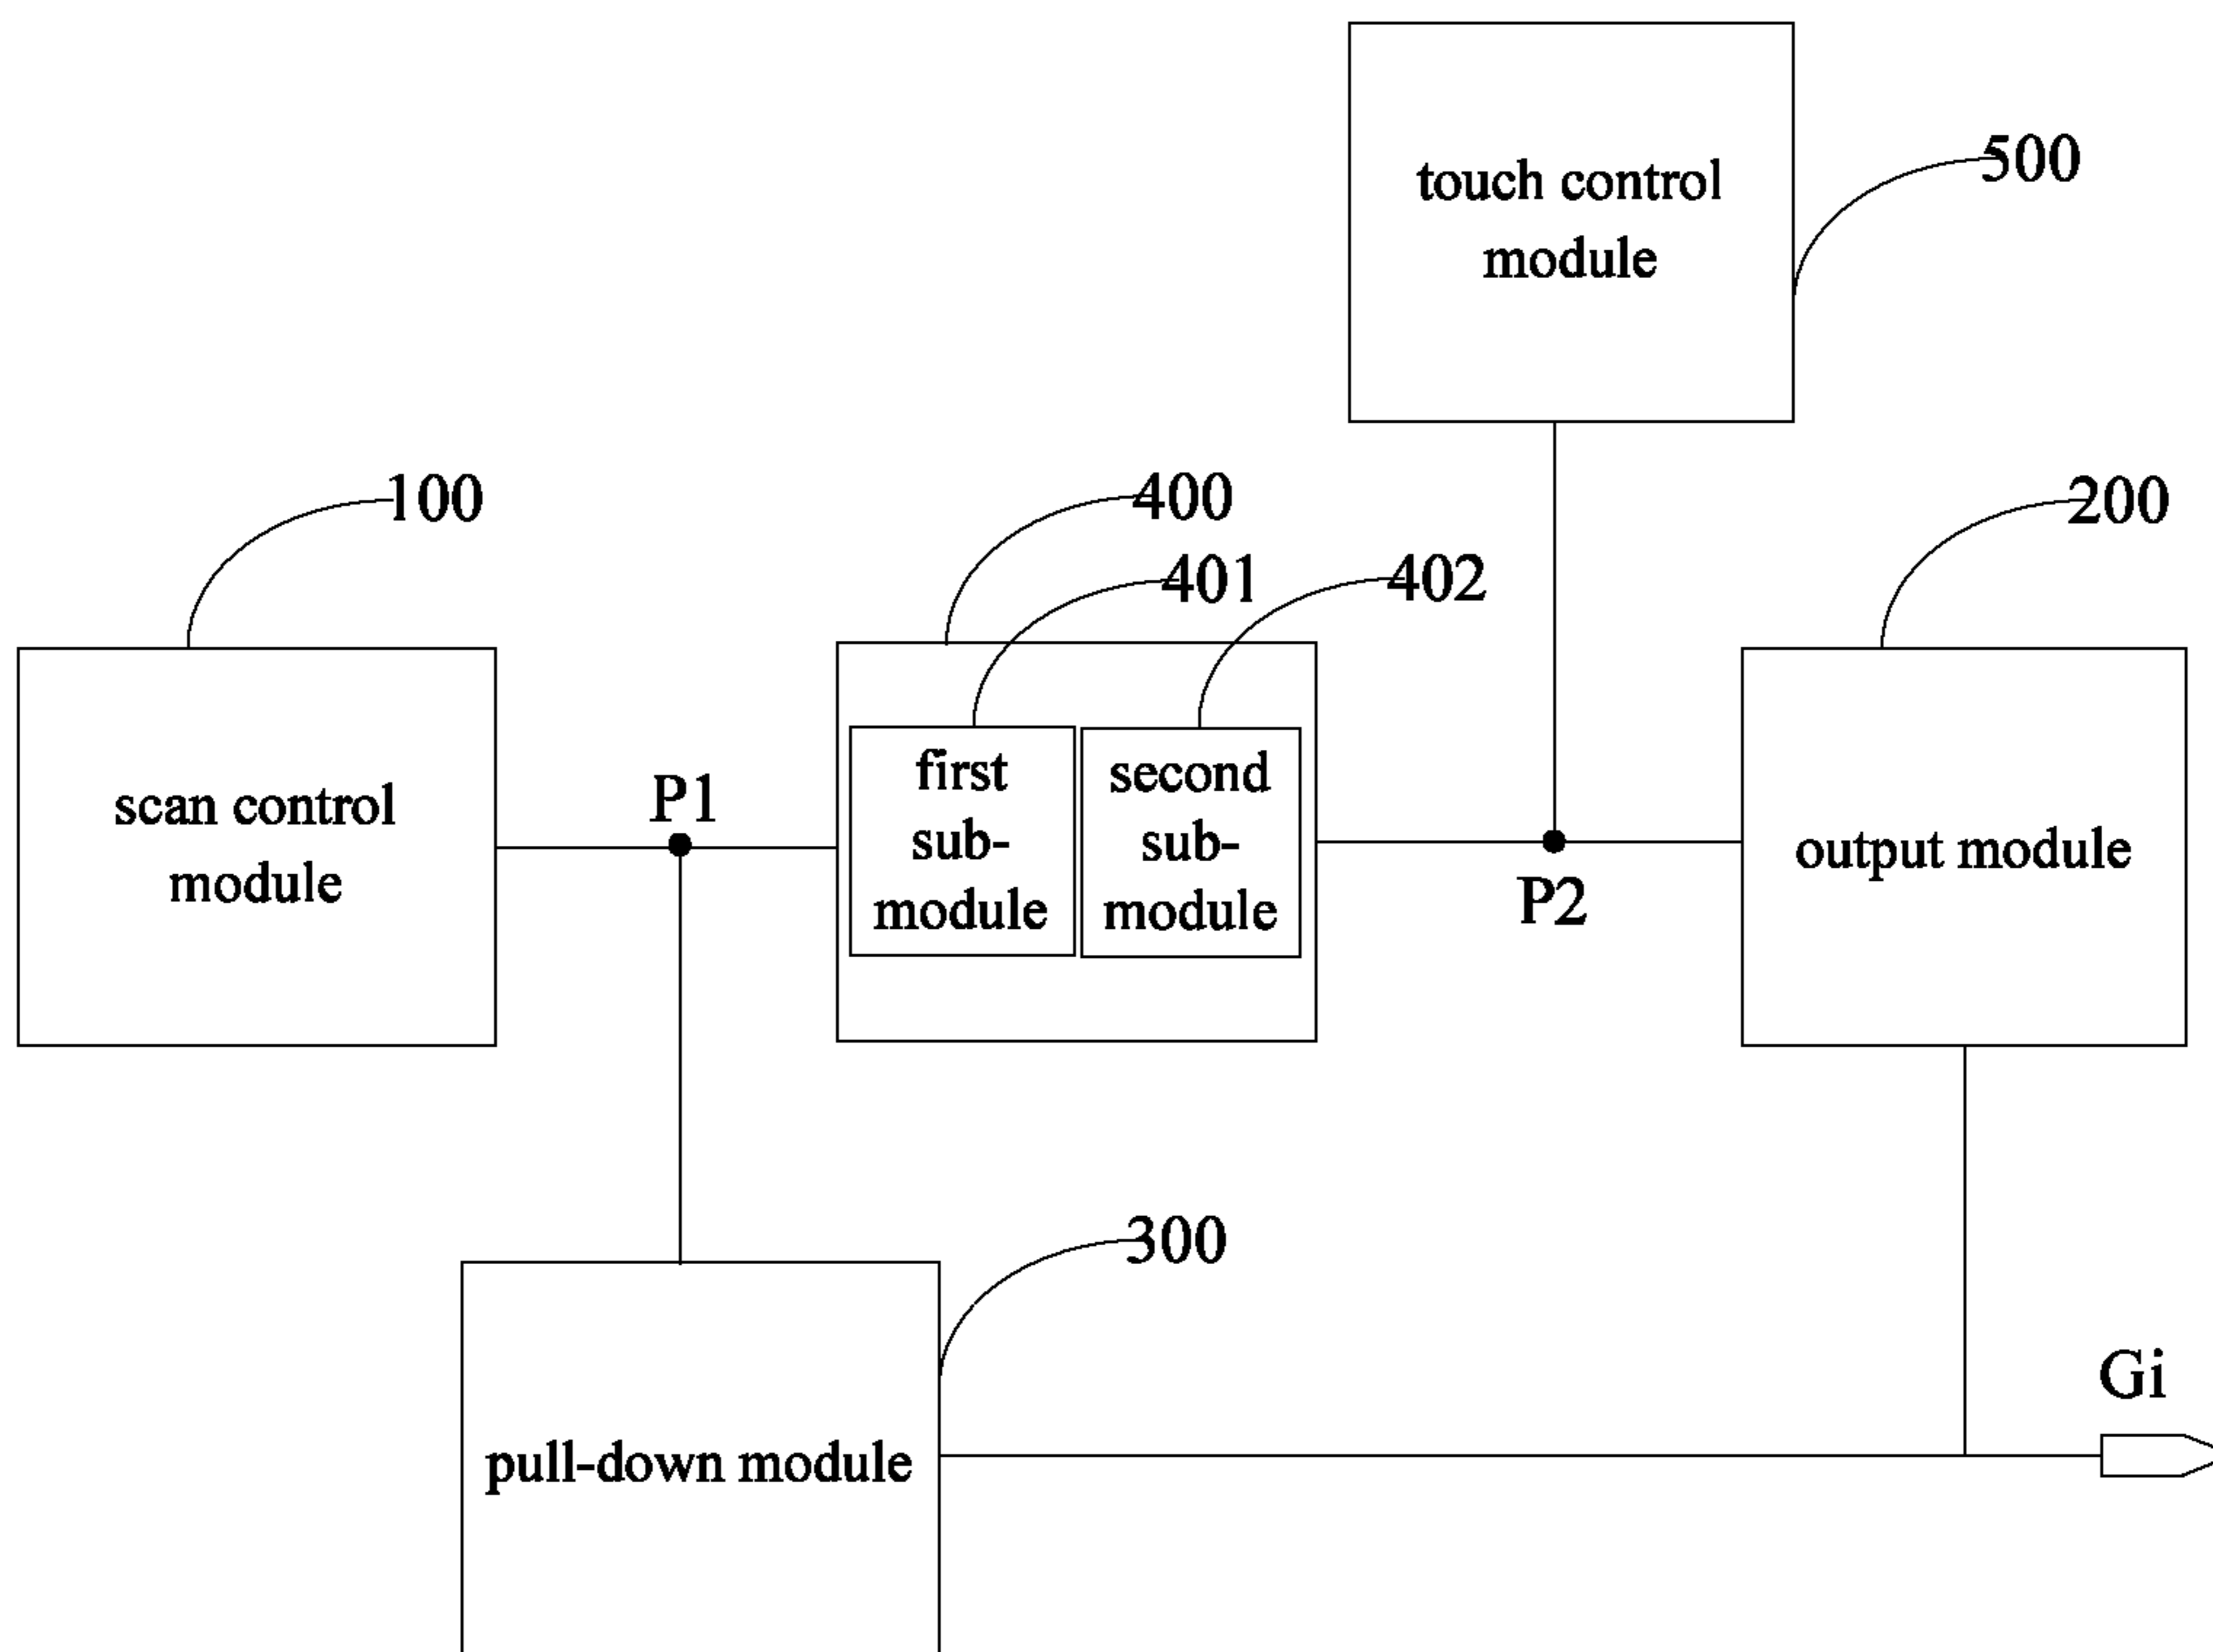 touch control
module
500
100
400
200
401
402
scan control
module
P1
first
sub-
module
second
sub-
module
P2
output module
300
Gi
pull-down module